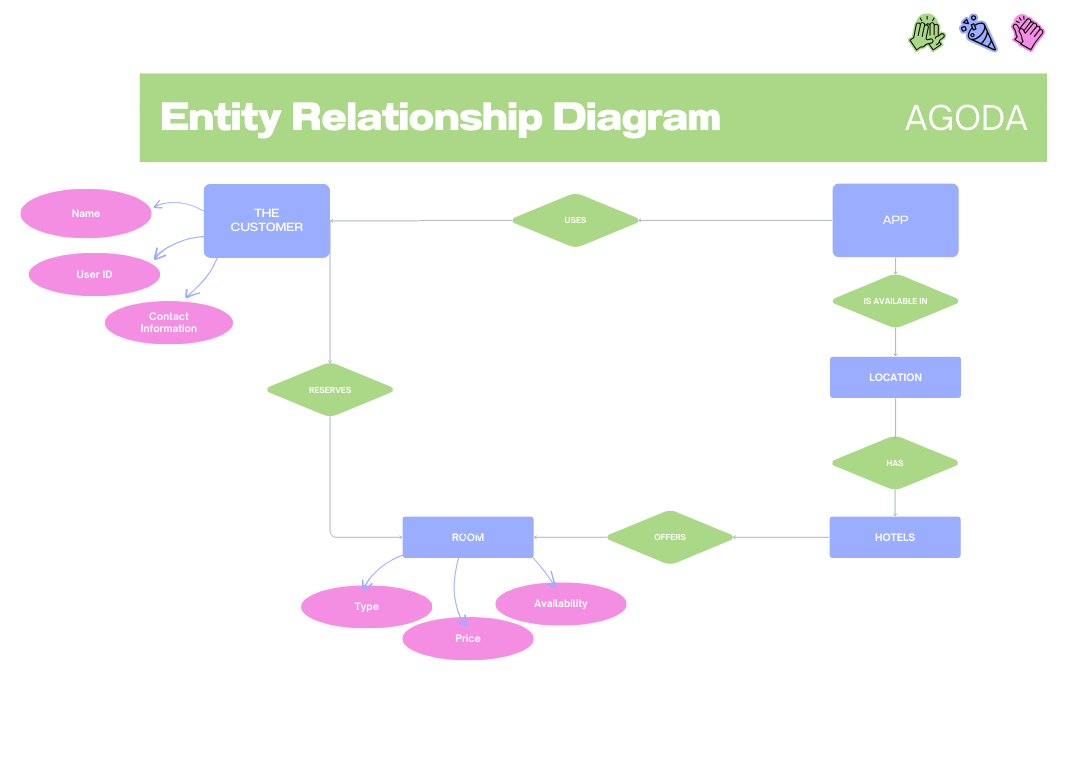 Entity Relationship Diagram
AGODA
Name
THE
CUSTOMER
USES
APP
User ID
Contact
Information
IS AVAILABLE IN
LOCATION
RESERVES
HAS
ROOM
OFFERS
HOTELS
Type
Availability
Price